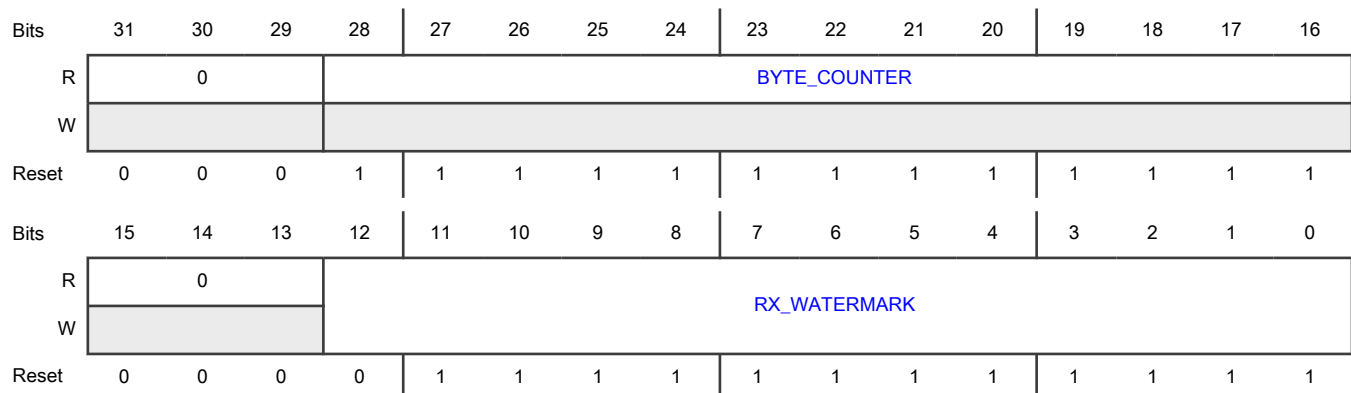 Bits 31 30 29 28 27 26 25 24 23 22 21 20 19 18 17 16
R 0 BYTE_COUNTER
W
Reset 0 0 0 1 1 1 1 1 1 1 1 1 1 1 1 1
Bits 15 14 13 12 11 10 9 8 7 6 5 4 3 2 1 0
R 0
RX_WATERMARK
W
Reset 0 0 0 0 1 1 1 1 1 1 1 1 1 1 1 1